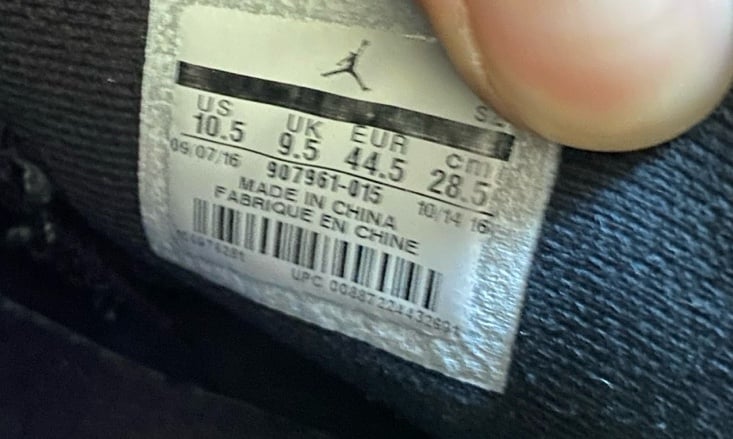 US UK EUR cm
10.5 9.5 44.5 28.5
09/07/16 907961-015 10/14/16
MADE IN CHINA
FABRIQUE EN CHINE
UPC